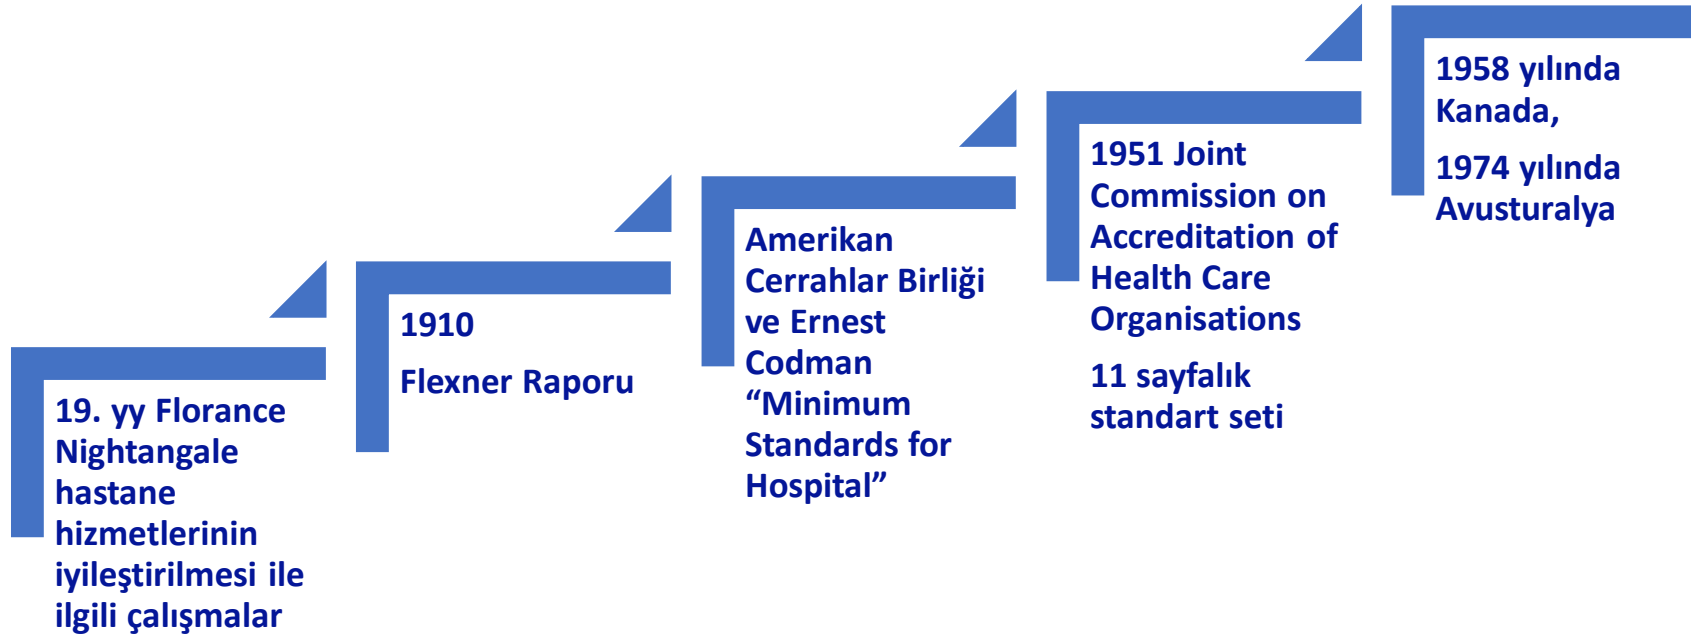 19. yy Florance
Nightangale
hastane
hizmetlerinin
iyileştirilmesi ile
ilgili çalışmalar
1910
Flexner Raporu
Amerikan
Cerrahlar Birliği
ve Ernest
Codman
“Minimum
Standards for
Hospital”
1951 Joint
Commission on
Accreditation of
Health Care
Organisations
11 sayfalık
standart seti
1958 yılında
Kanada,
1974 yılında
Avusturalya